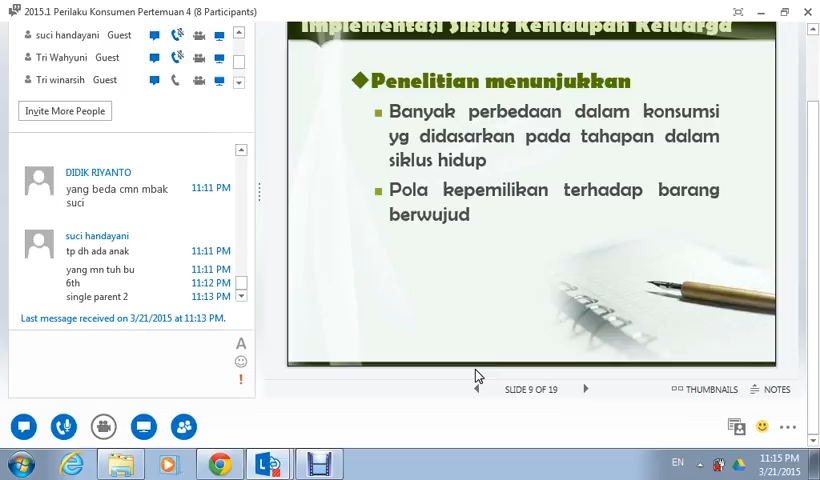 2015.1 Perilaku Konsumen Pertemuan 4 (8 Participants)
suci handayani Guest
Tri Wahyuni Guest
Tri winarsih Guest
Invite More People
DIDIK RIYANTO
yang beda cmn mbak 11:11 PM
suci
suci handayani
tp dh ada anak 11:11 PM
yang mn tuh bu 11:11 PM
6th 11:12 PM
single parent 2 11:13 PM
Last message received on 3/21/2015 at 11:13 PM.
A
!
Implementasi Siklus Kehidupan Keluarga
Penelitian menunjukkan
Banyak perbedaan dalam konsumsi
yg didasarkan pada tahapan dalam
siklus hidup
Pola kepemilikan terhadap barang
berwujud
SLIDE 9 OF 19
THUMBNAILS
NOTES
EN
11:15 PM
3/21/2015